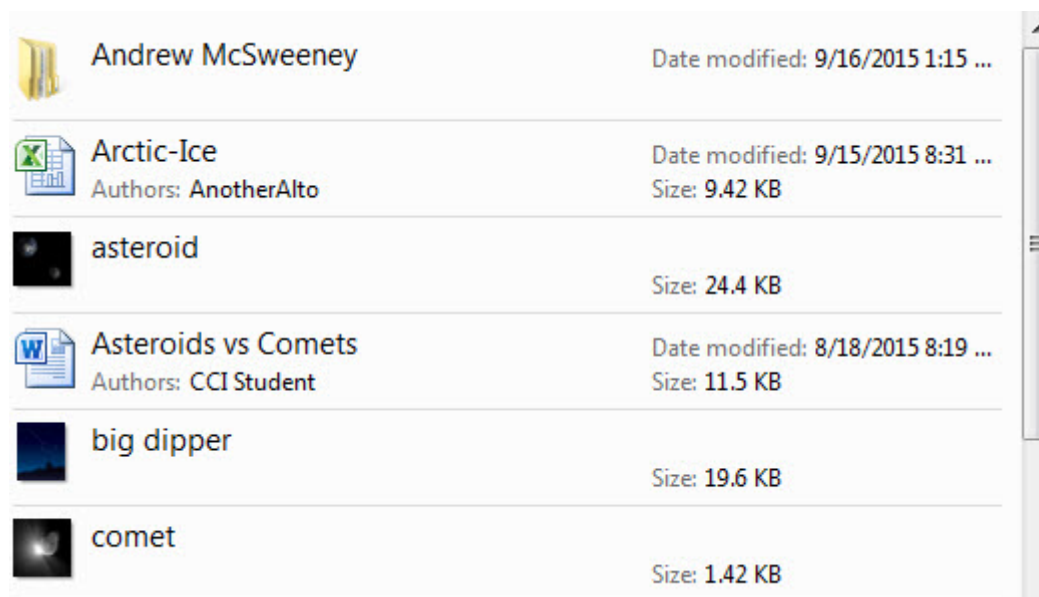 Andrew McSweeney Date modified: 9/16/2015 1:15 ...
Arctic-Ice Date modified: 9/15/2015 8:31 ...
Authors: AnotherAlto Size: 9.42 KB
asteroid
Size: 24.4 KB
Asteroids vs Comets Date modified: 8/18/2015 8:19 ...
Authors: CCI Student Size: 11.5 KB
big dipper
Size: 19.6 KB
comet
Size: 1.42 KB